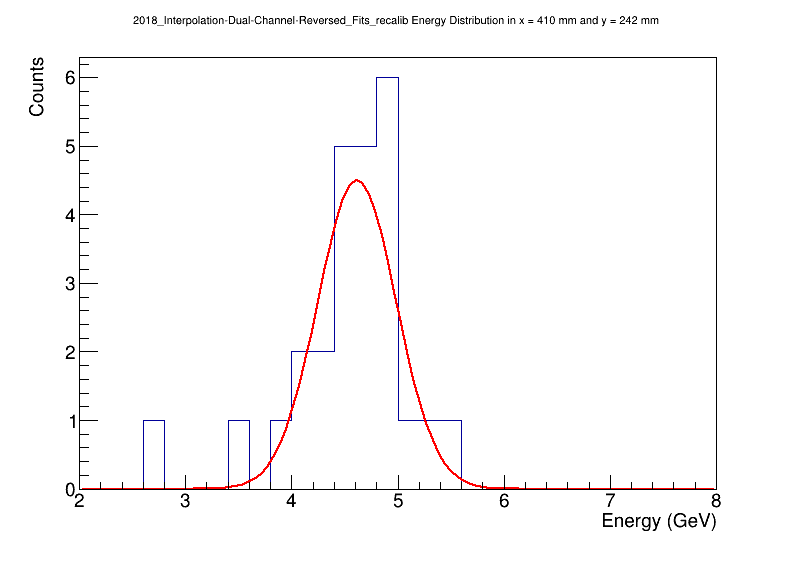 2018_Interpolation-Dual-Channel-Reversed_Fits_recalib Energy Distribution in x = 410 mm and y = 242 mm
Counts
6
5
4
3
2
1
0
2 3 4 5 6 7 8
Energy (GeV)